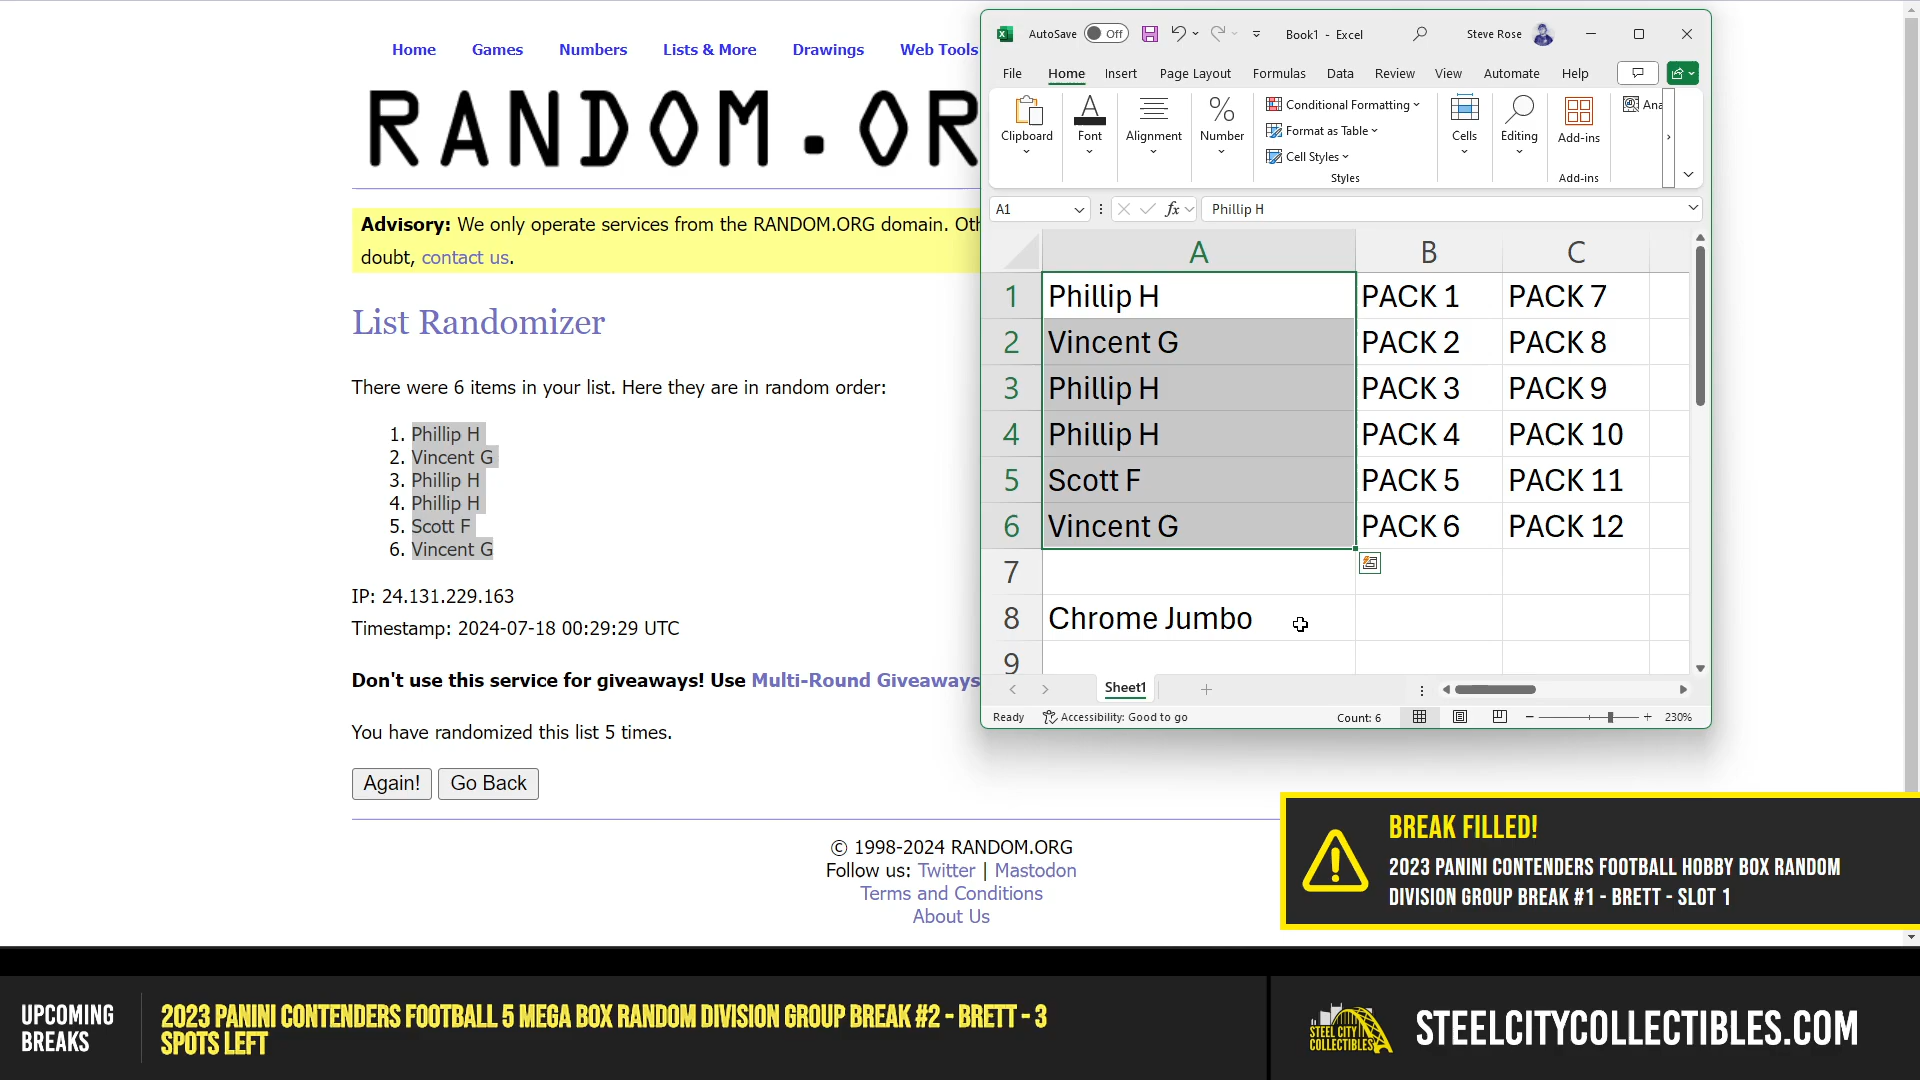 Home Games Numbers Lists & More Drawings Web Tools
RANDOM.OR
Advisory: We only operate services from the RANDOM.ORG domain. Oth
doubt, contact us.
List Randomizer
There were 6 items in your list. Here they are in random order:
1. Phillip H
2. Vincent G
3. Phillip H
4. Phillip H
5. Scott F
6. Vincent G
IP: 24.131.229.163
Timestamp: 2024-07-18 00:29:29 UTC
Don't use this service for giveaways! Use Multi-Round Giveaways
You have randomized this list 5 times.
Again! Go Back
© 1998-2024 RANDOM.ORG
Follow us: Twitter | Mastodon
Terms and Conditions
About Us
AutoSave Off Book1 - Excel Steve Rose
File Home Insert Page Layout Formulas Data Review View Automate Help
Clipboard Font Alignment Number Conditional Formatting Format as Table Cell Styles Cells Editing Add-ins Ana
Styles Add-ins
A1 fx Phillip H
A B C
1 Phillip H PACK 1 PACK 7
2 Vincent G PACK 2 PACK 8
3 Phillip H PACK 3 PACK 9
4 Phillip H PACK 4 PACK 10
5 Scott F PACK 5 PACK 11
6 Vincent G PACK 6 PACK 12
7
8 Chrome Jumbo
9
Sheet1
Ready Accessibility: Good to go Count: 6 230%
BREAK FILLED!
2023 PANINI CONTENDERS FOOTBALL HOBBY BOX RANDOM
DIVISION GROUP BREAK #1 - BRETT - SLOT 1
UPCOMING
BREAKS
2023 PANINI CONTENDERS FOOTBALL 5 MEGA BOX RANDOM DIVISION GROUP BREAK #2 - BRETT - 3
SPOTS LEFT
STEEL CITY
COLLECTIBLES
STEELCITYCOLLECTIBLES.COM